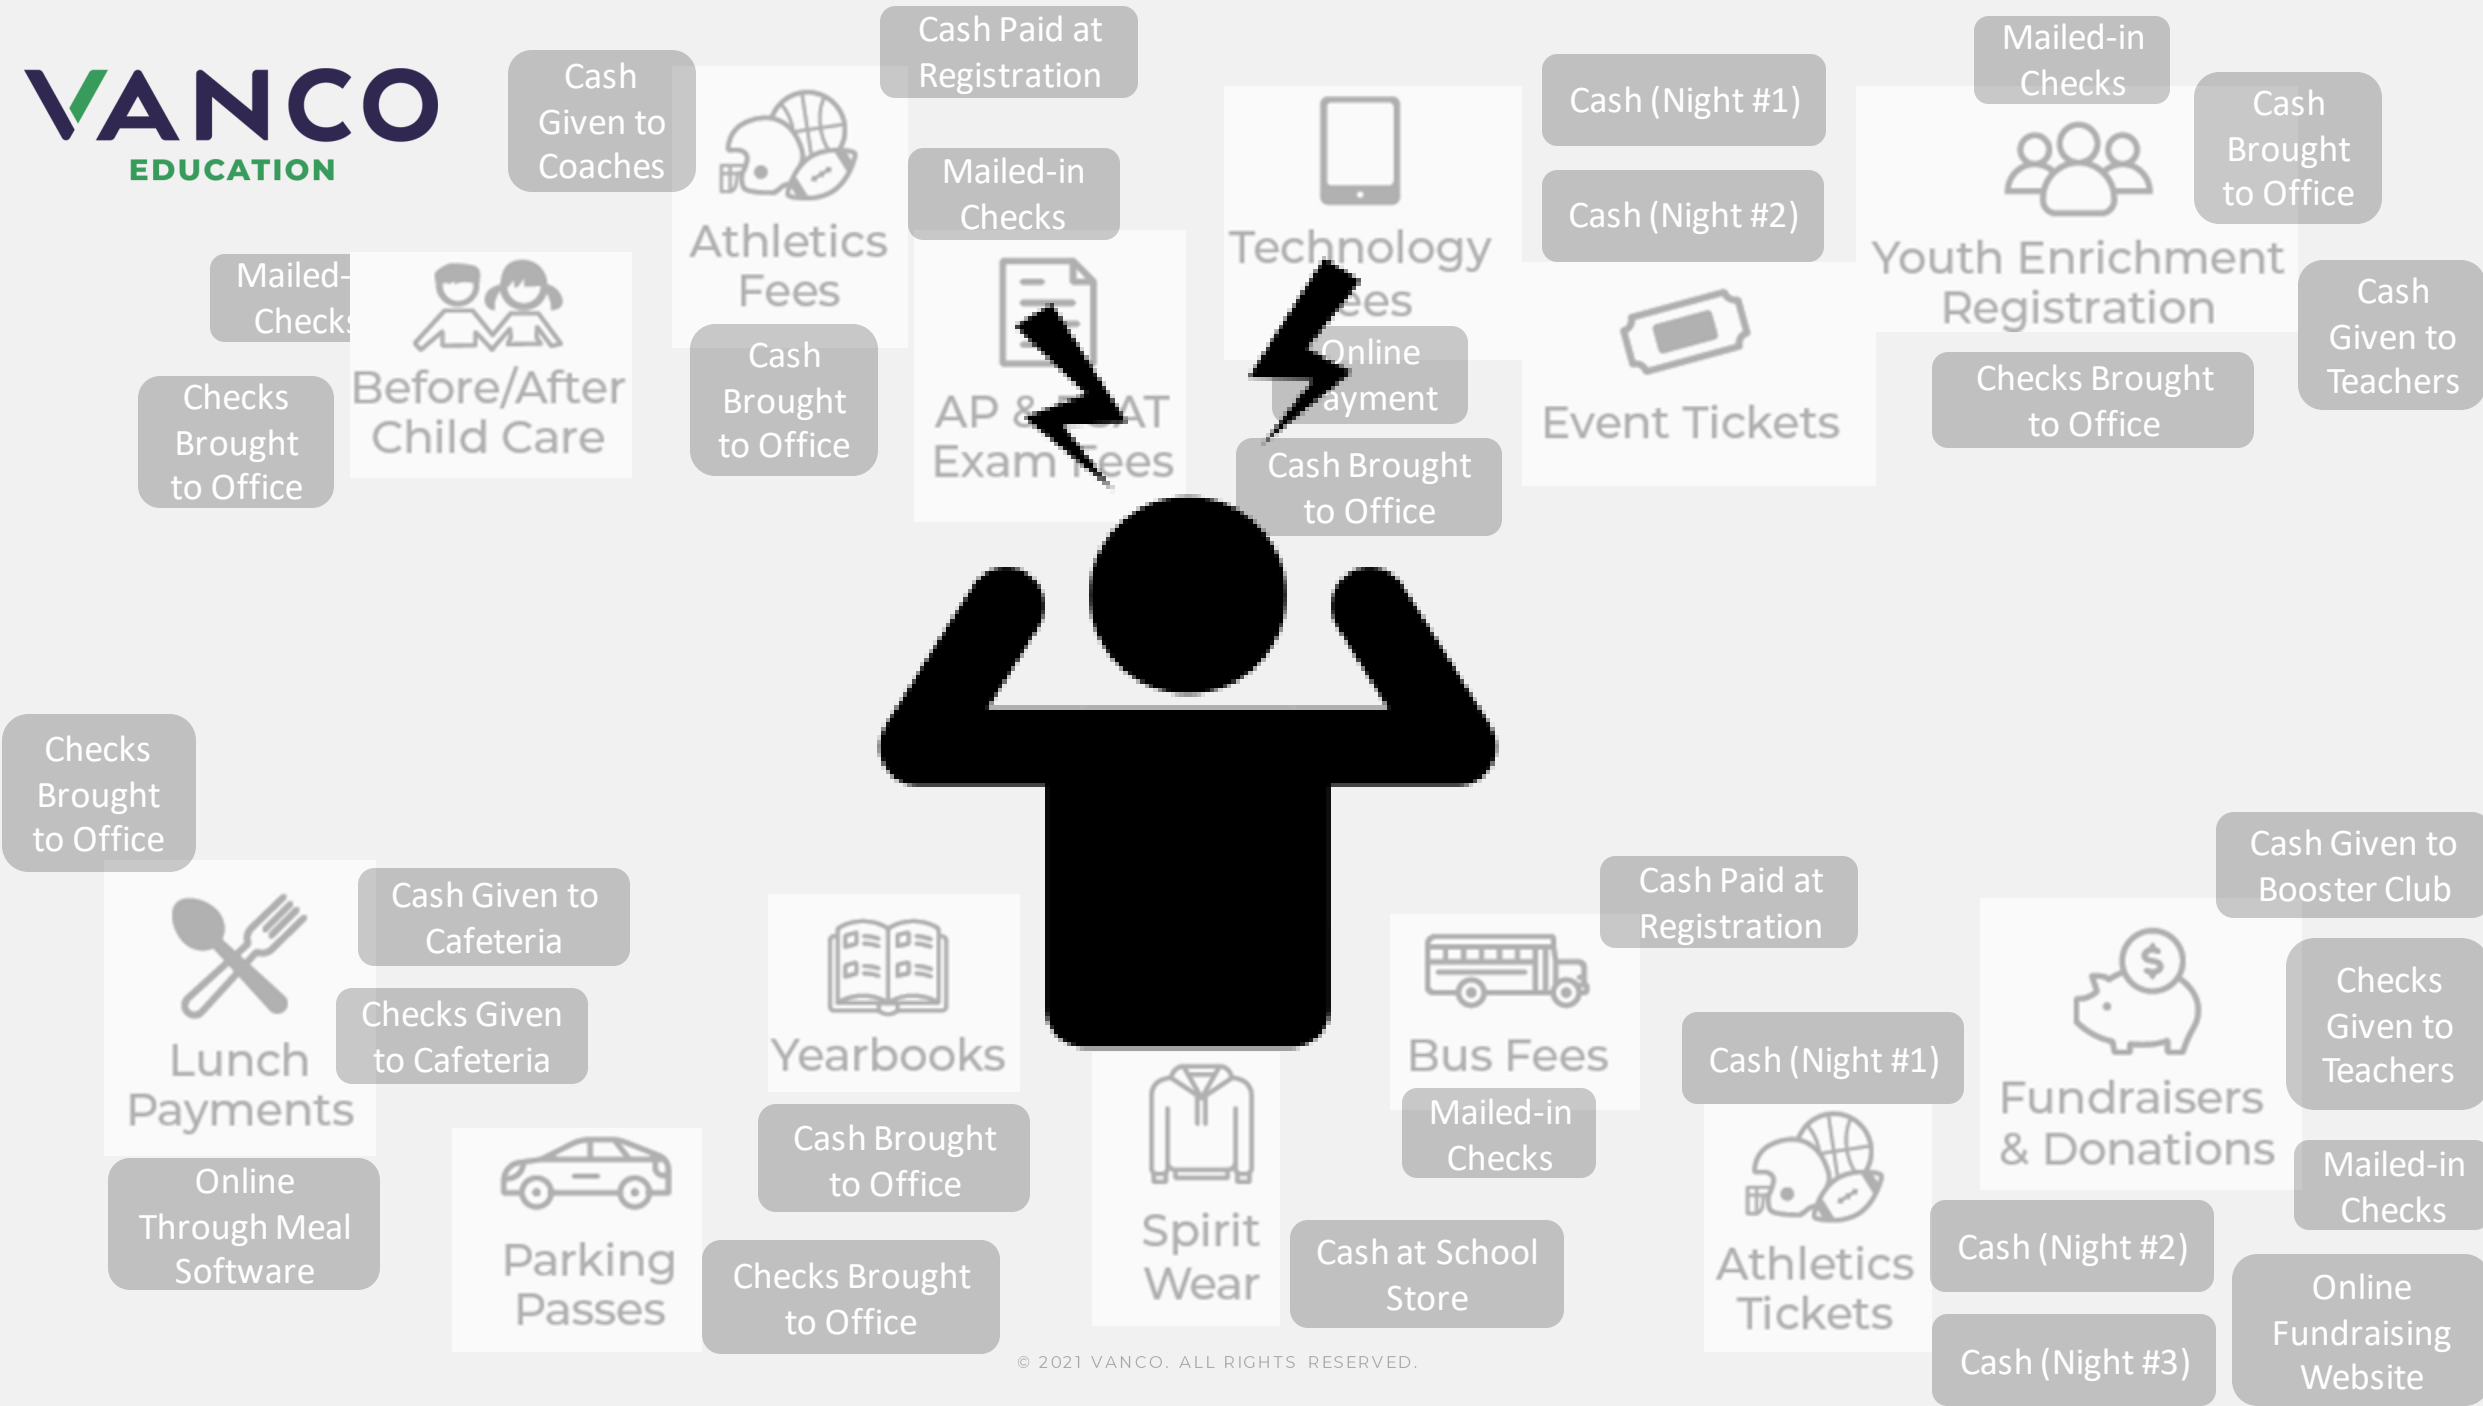 VANCO
EDUCATION
Cash
Given to
Coaches
Cash Paid at
Registration
Mailed-in
Checks
Athletics
Fees
Cash
Brought
to Office
Mailed-
Checks
Checks
Brought
to Office
Before/After
Child Care
AP &
Exam Fees
Technology
ees
Online
ayment
Cash Brought
to Office
Cash (Night #1)
Cash (Night #2)
Event Tickets
Mailed-in
Checks
Cash
Brought
to Office
Youth Enrichment
Registration
Cash
Given to
Teachers
Checks Brought
to Office
Checks
Brought
to Office
Cash Given to
Cafeteria
Checks Given
to Cafeteria
Lunch
Payments
Online
Through Meal
Software
Parking
Passes
Checks Brought
to Office
Yearbooks
Cash Brought
to Office
Spirit
Wear
Cash at School
Store
Cash Paid at
Registration
Bus Fees
Mailed-in
Checks
Cash (Night #1)
Athletics
Tickets
Cash (Night #2)
Cash (Night #3)
Cash Given to
Booster Club
Checks
Given to
Teachers
Fundraisers
& Donations
Mailed-in
Checks
Online
Fundraising
Website
© 2021 VANCO. ALL RIGHTS RESERVED.